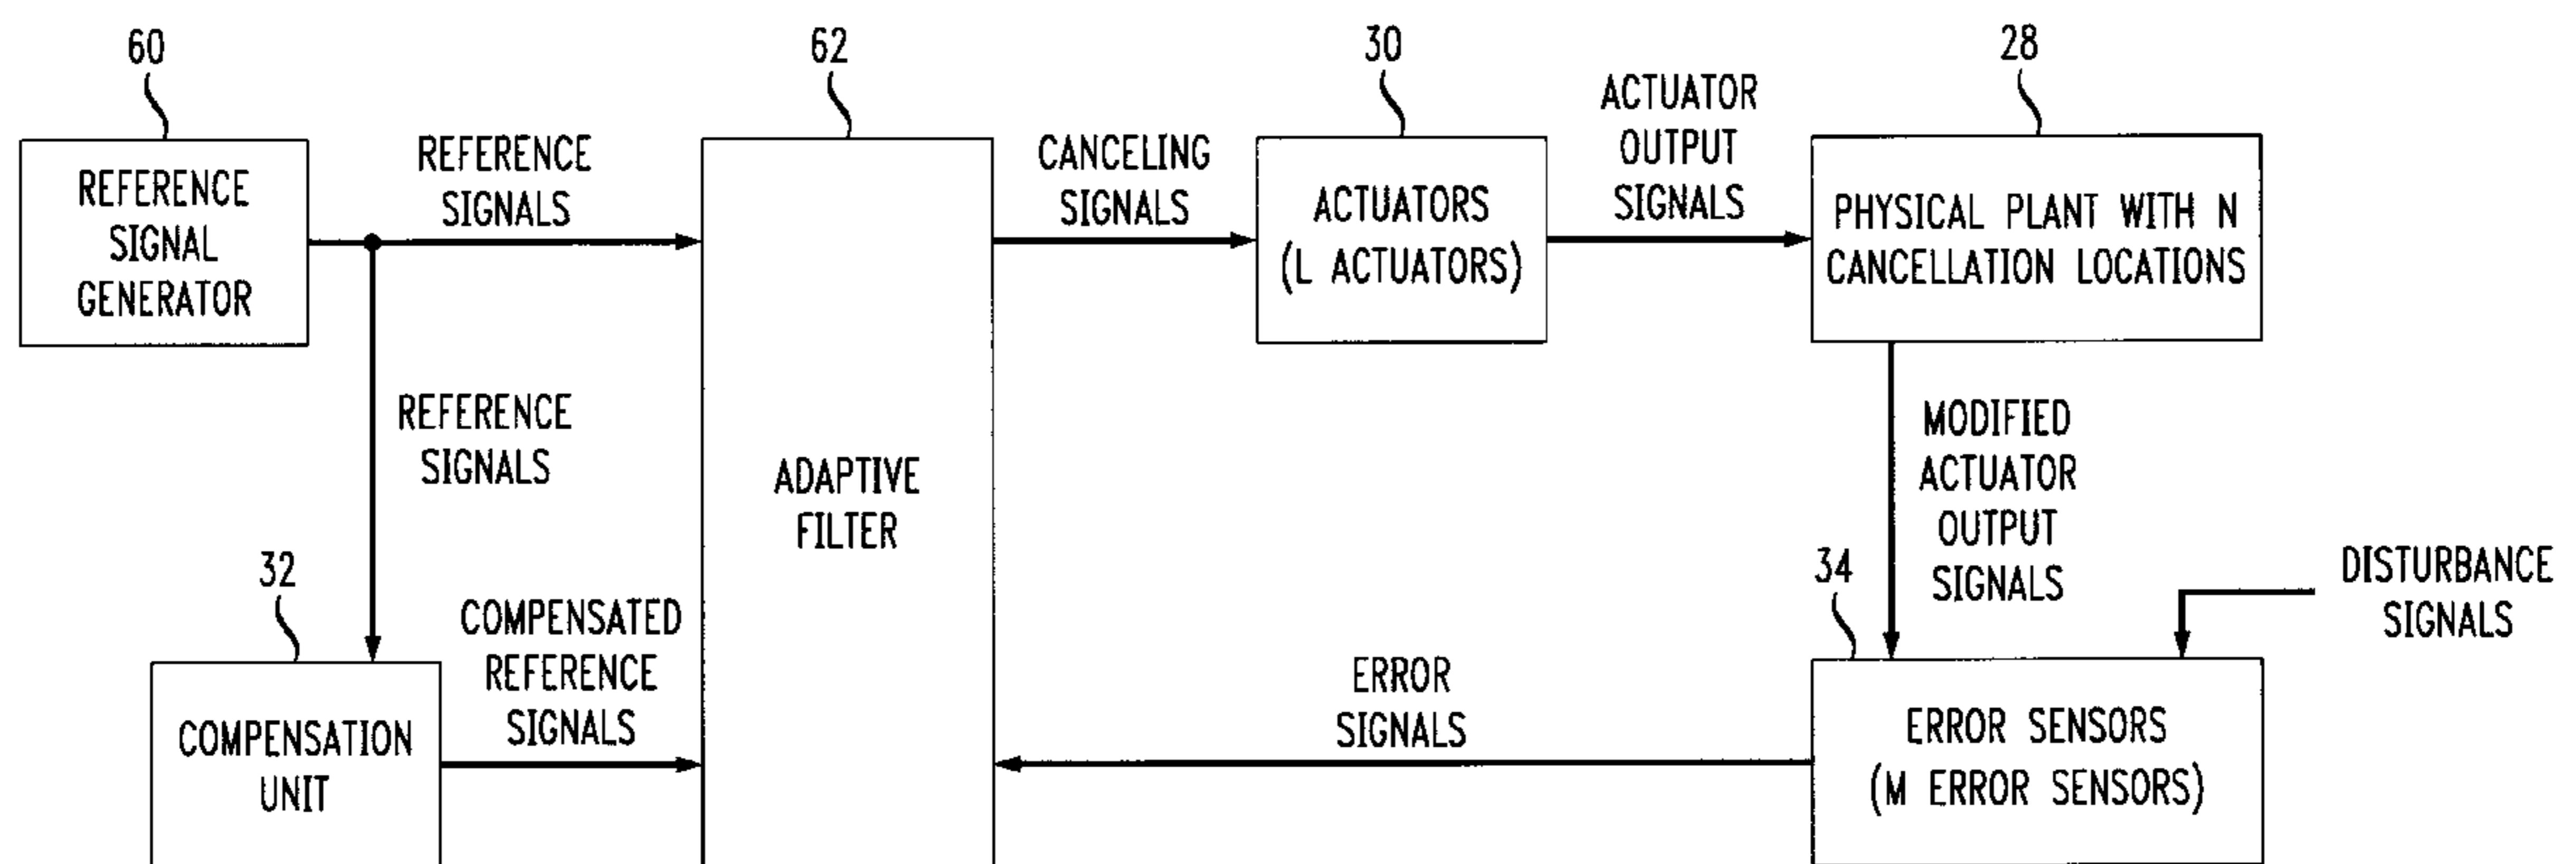 60
REFERENCE
SIGNAL
GENERATOR
REFERENCE
SIGNALS
62
ADAPTIVE
FILTER
CANCELING
SIGNALS
30
ACTUATORS
(L ACTUATORS)
ACTUATOR
OUTPUT
SIGNALS
28
PHYSICAL PLANT WITH N
CANCELLATION LOCATIONS
REFERENCE
SIGNALS
32
COMPENSATION
UNIT
COMPENSATED
REFERENCE
SIGNALS
ERROR
SIGNALS
MODIFIED
ACTUATOR
OUTPUT
SIGNALS
34
ERROR SENSORS
(M ERROR SENSORS)
DISTURBANCE
SIGNALS